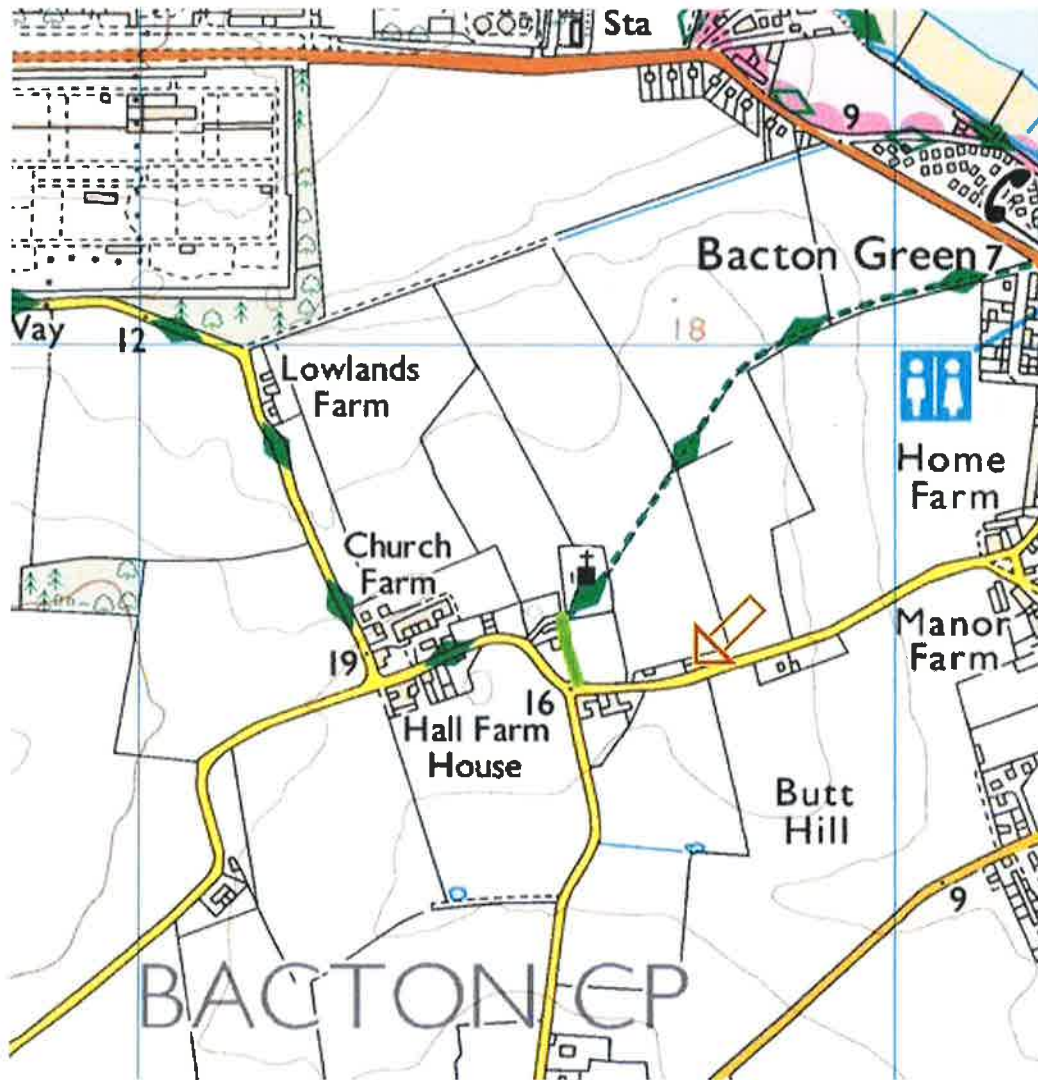 Sta
9
Bacton Green 7
18
Vay
12
Lowlands
Farm
Home
Farm
Church
Farm
Manor
Farm
19
16
Hall Farm
House
Butt
Hill
9
BACTON CP